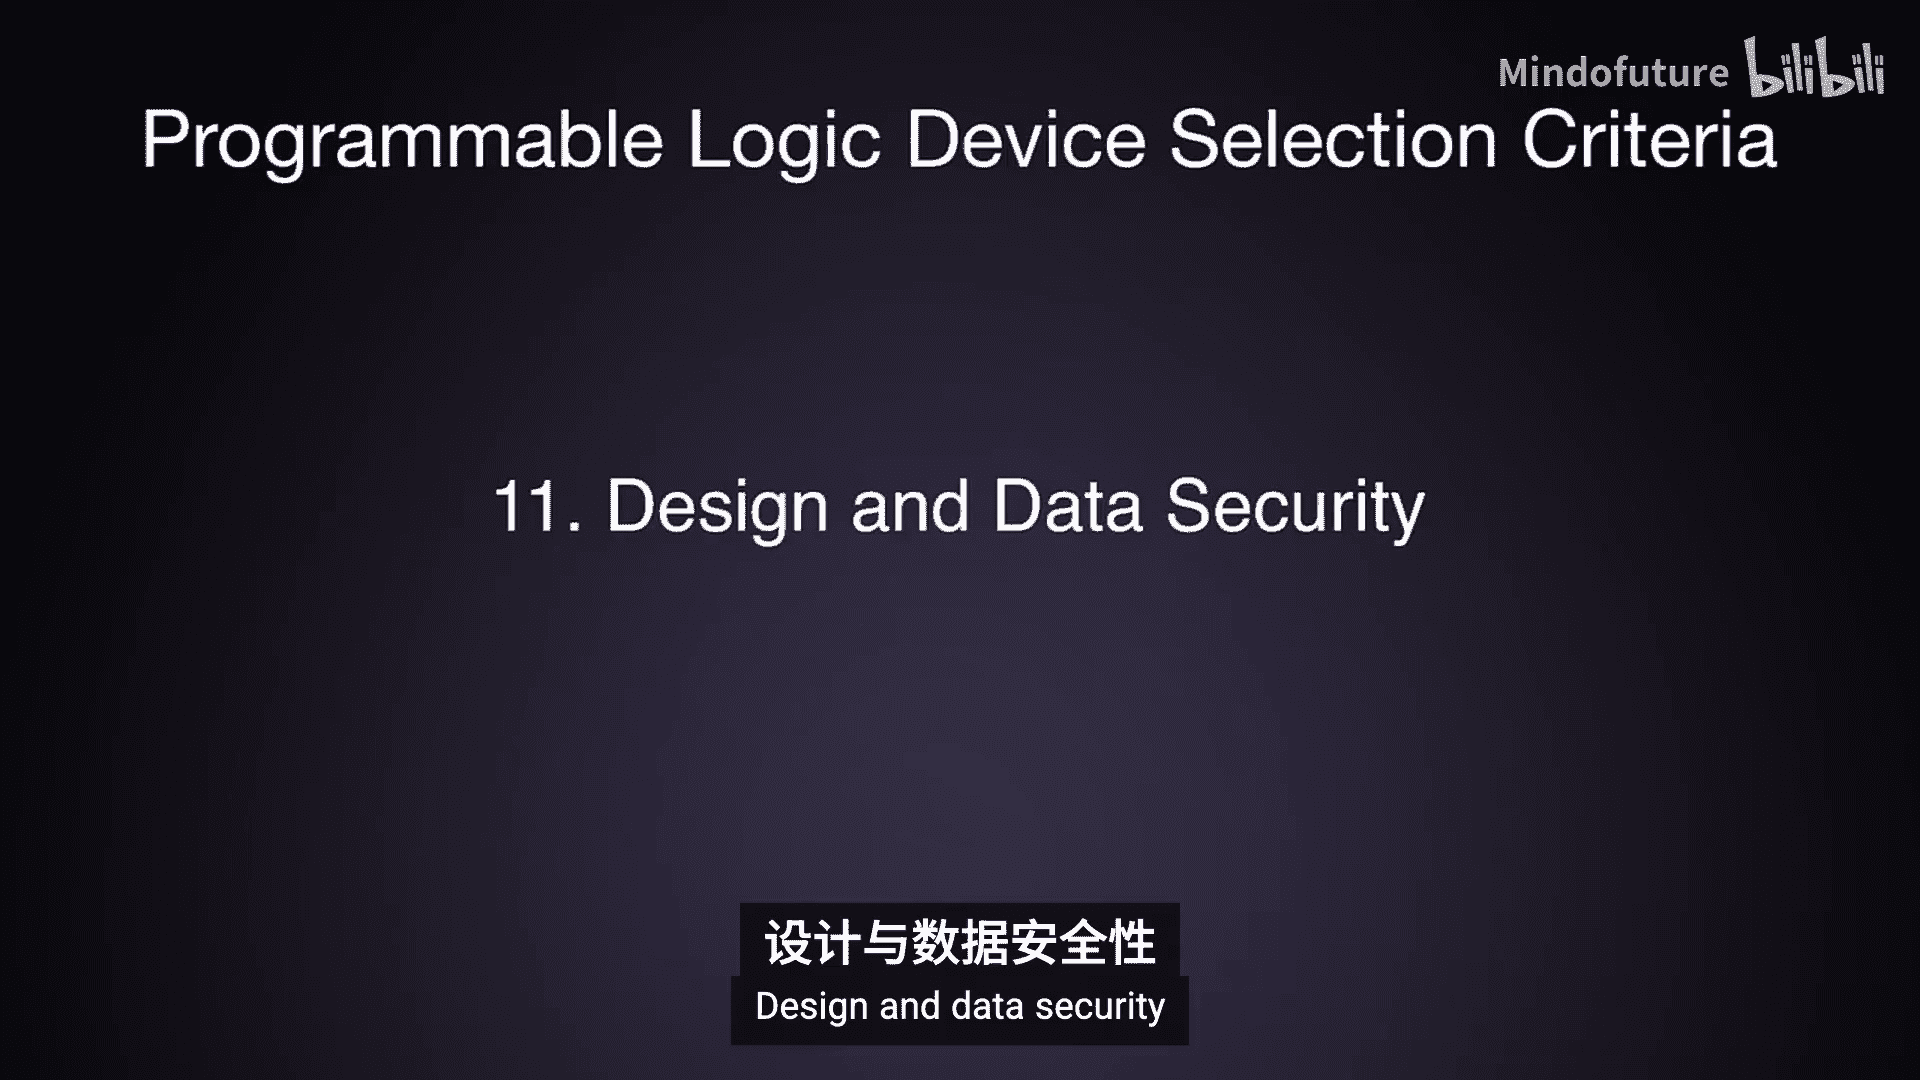 Mindofuture bilibili
Programmable Logic Device Selection Criteria
11. Design and Data Security
设计与数据安全性
Design and data security